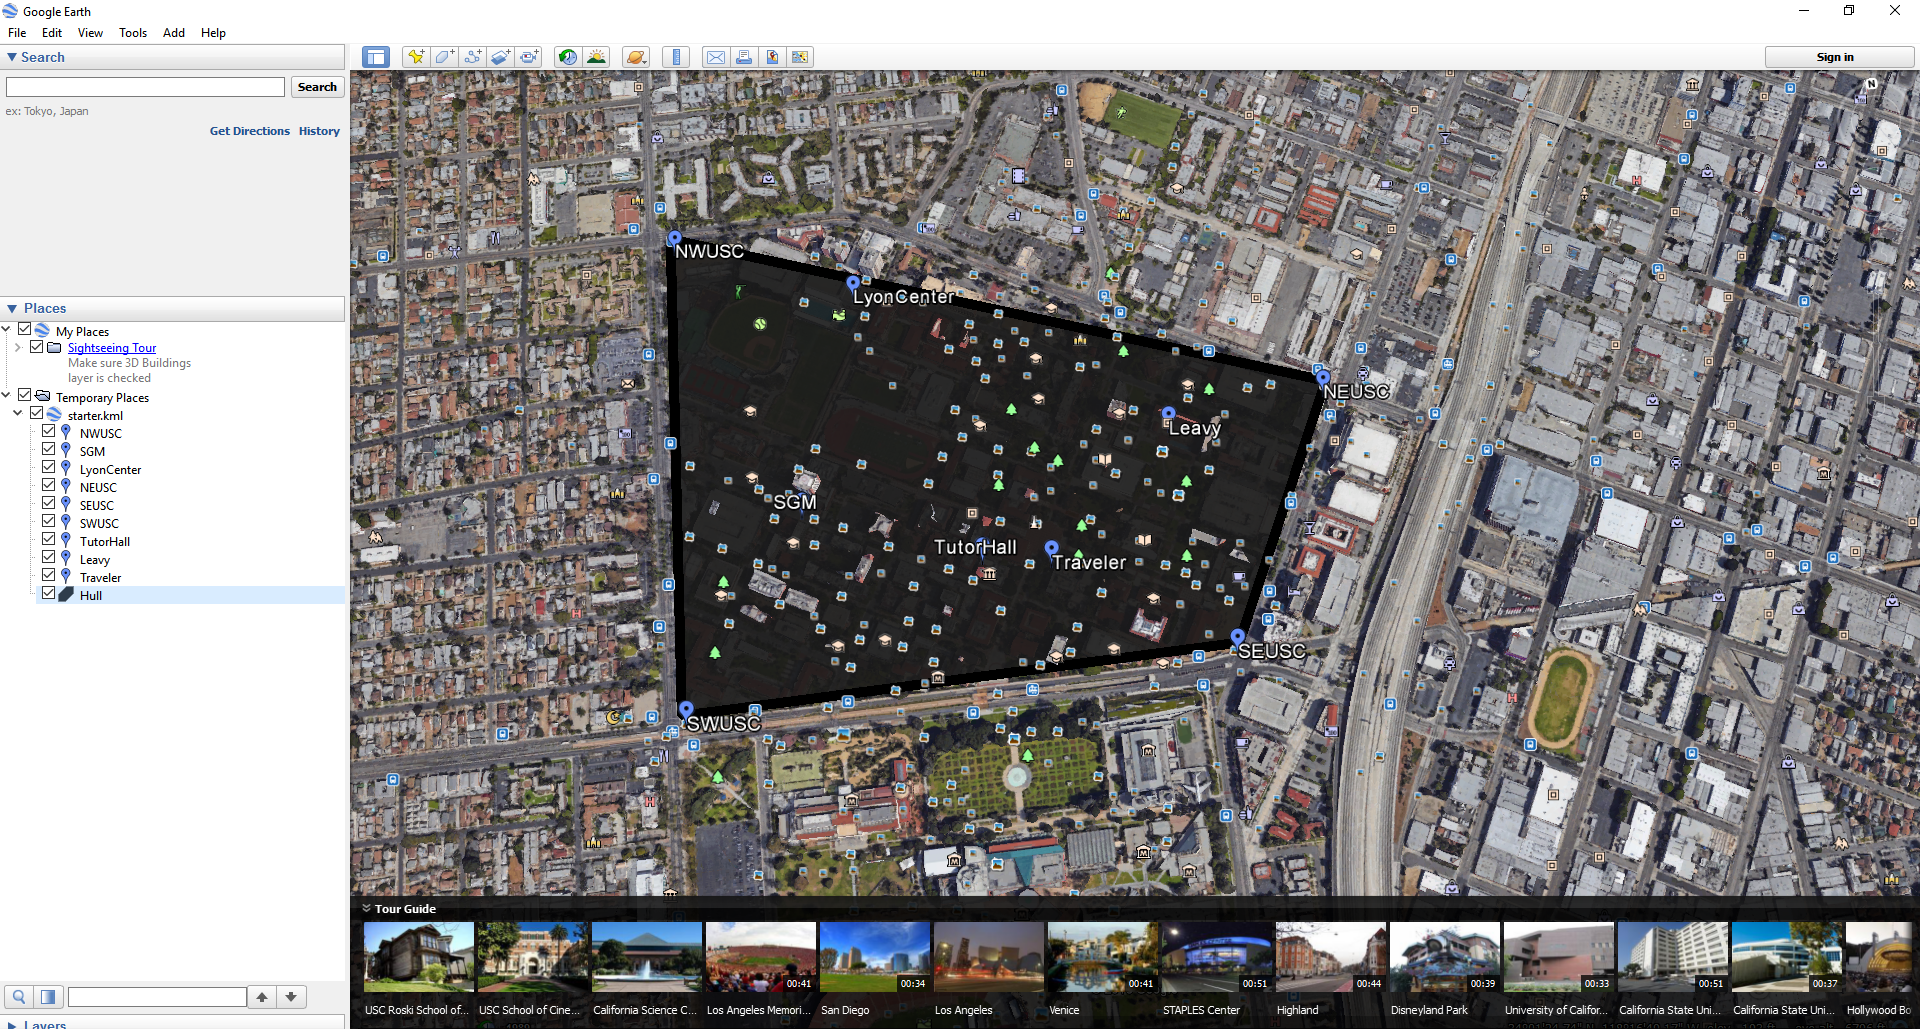 Google Earth
File Edit View Tools Add Help
Search
Search
ex: Tokyo, Japan
Get Directions History
Places
My Places
Sightseeing Tour
Make sure 3D Buildings
layer is checked
Temporary Places
starter.kml
NWUSC
SGM
LyonCenter
NEUSC
SEUSC
SWUSC
TutorHall
Leavy
Traveler
Hull
Layers
Sign in
N
NWUSC
LyonCenter
NEUSC
Leavy
SGM
TutorHall
Traveler
SEUSC
SWUSC
Tour Guide
00:41 00:34 00:41 00:51 00:44 00:39 00:33 00:51 00:37
USC Roski School of... USC School of Cine... California Science C... Los Angeles Memori... San Diego Los Angeles Venice STAPLES Center Highland Disneyland Park University of Califor... California State Uni... California State Uni... Hollywood Bo